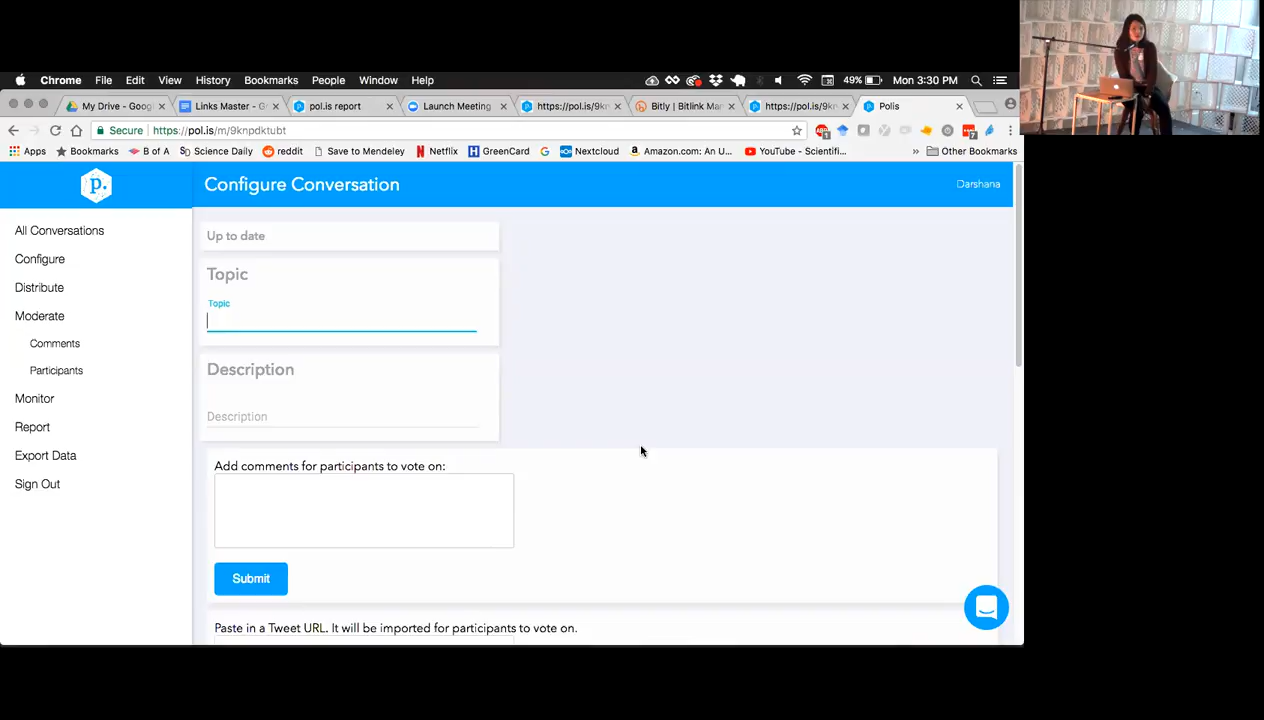 Chrome File Edit View History Bookmarks People Window Help 49% Mon 3:30 PM
My Drive - Goog Links Master - G pol.is report Launch Meeting https://pol.is/9kn Bitly | Bitlink Man https://pol.is/9kn Polis
Secure https://pol.is/m/9knpdktubt
Apps Bookmarks B of A Science Daily reddit Save to Mendeley Netflix GreenCard Nextcloud Amazon.com: An U... YouTube - Scientifi... » Other Bookmarks
p. Configure Conversation Darshana
All Conversations
Configure
Distribute
Moderate
Comments
Participants
Monitor
Report
Export Data
Sign Out
Up to date
Topic
Topic
Description
Description
Add comments for participants to vote on:
Submit
Paste in a Tweet URL. It will be imported for participants to vote on.